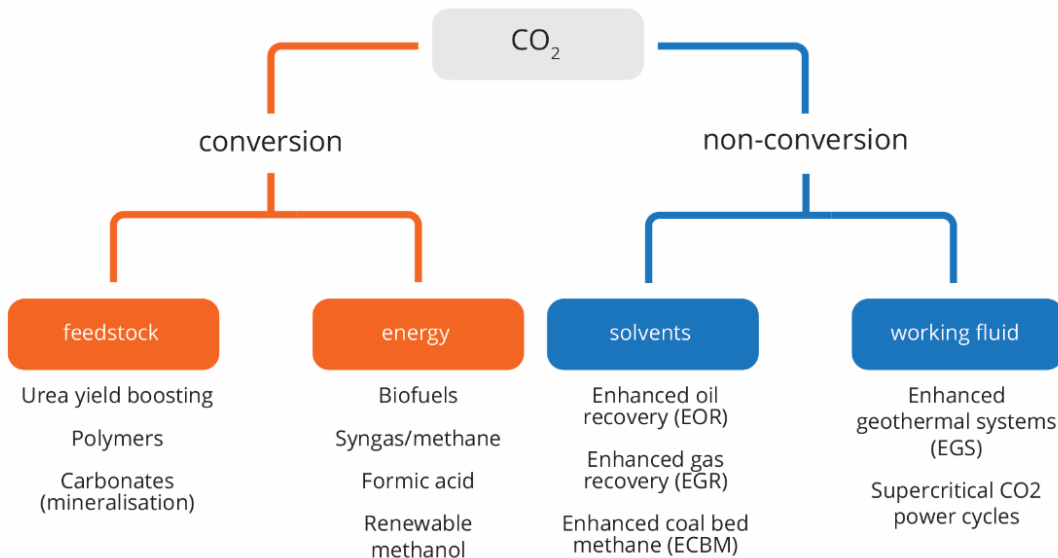 CO₂
conversion
non-conversion
feedstock
Urea yield boosting
Polymers
Carbonates
(mineralisation)
energy
Biofuels
Syngas/methane
Formic acid
Renewable
methanol
solvents
Enhanced oil
recovery (EOR)
Enhanced gas
recovery (EGR)
Enhanced coal bed
methane (ECBM)
working fluid
Enhanced
geothermal systems
(EGS)
Supercritical CO2
power cycles